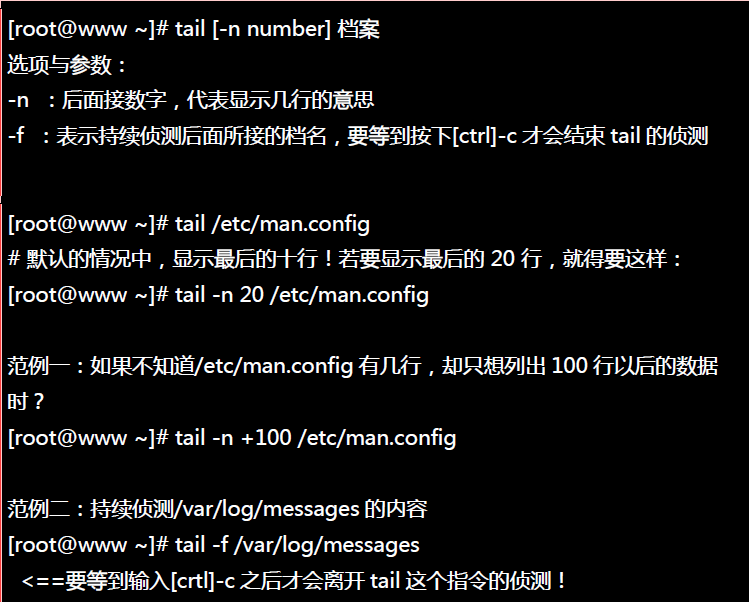 [root@www ~]# tail [-n number] 档案
选项与参数：
-n ：后面接数字，代表显示几行的意思
-f ：表示持续侦测后面所接的档名，要等到按下[ctrl]-c 才会结束 tail 的侦测
[root@www ~]# tail /etc/man.config
# 默认的情况中，显示最后的十行！若要显示最后的 20 行，就得要这样：
[root@www ~]# tail -n 20 /etc/man.config
范例一：如果不知道/etc/man.config 有几行，却只想列出 100 行以后的数据
时？
[root@www ~]# tail -n +100 /etc/man.config
范例二：持续侦测/var/log/messages 的内容
[root@www ~]# tail -f /var/log/messages
<==要等到输入[crtl]-c 之后才会离开 tail 这个指令的侦测！